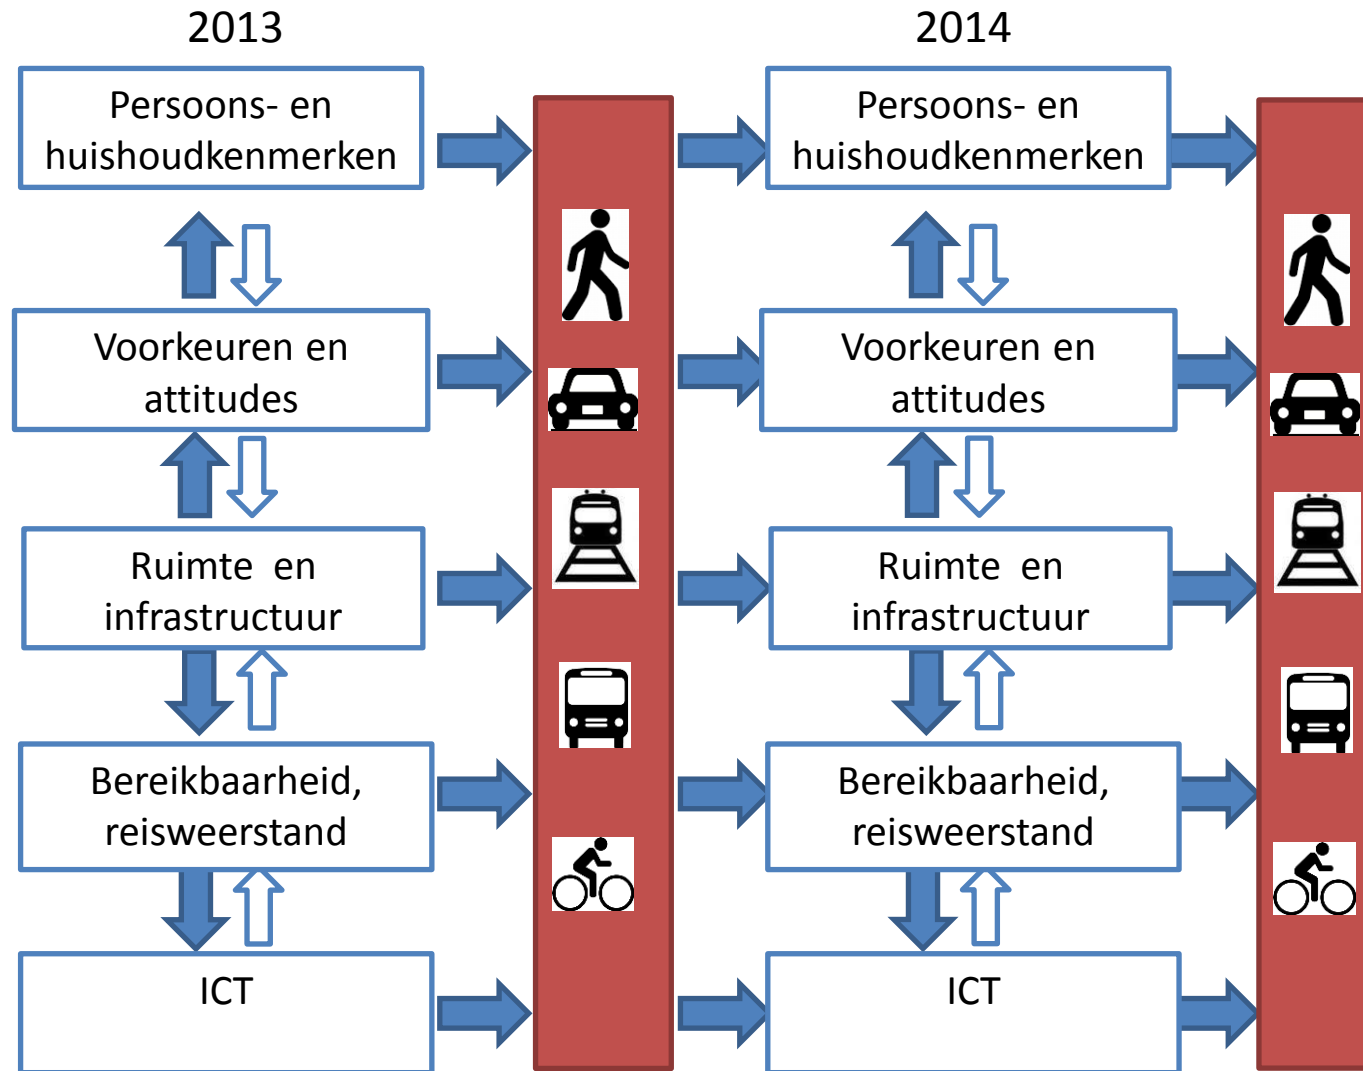 2013
Persoons- en
huishoudkenmerken
Voorkeuren en
attitudes
Ruimte en
infrastructuur
Bereikbaarheid,
reisweerstand
ICT
2014
Persoons- en
huishoudkenmerken
Voorkeuren en
attitudes
Ruimte en
infrastructuur
Bereikbaarheid,
reisweerstand
ICT